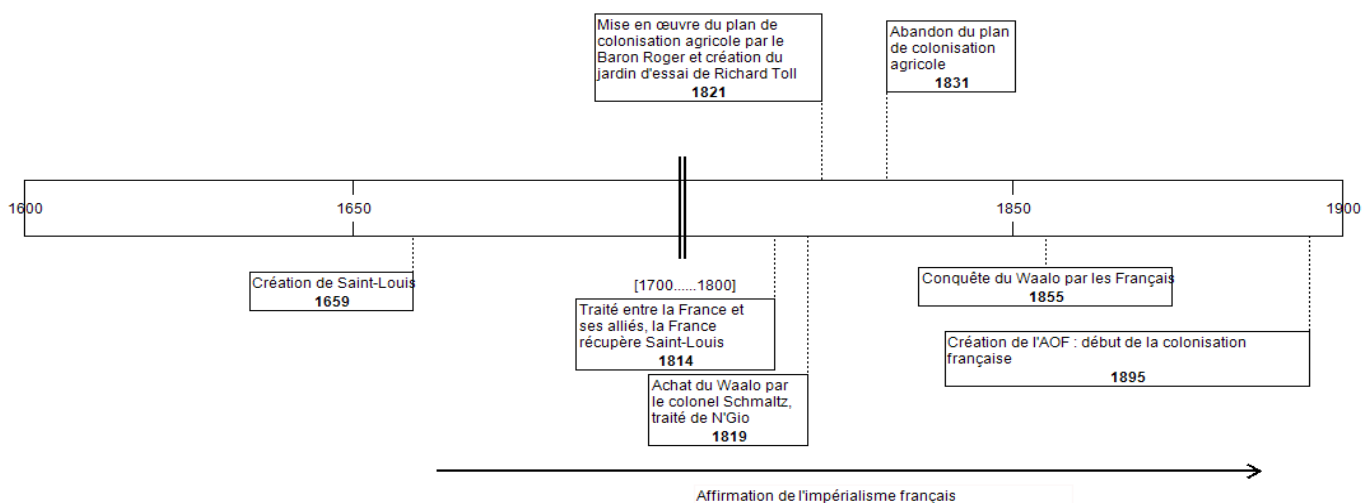 Mise en œuvre du plan de
colonisation agricole par le
Baron Roger et création du
jardin d'essai de Richard Toll
1821
Abandon du plan
de colonisation
agricole
1831
1600
1650
1850
1900
Création de Saint-Louis
1659
[1700......1800]
Traité entre la France et
ses alliés, la France
récupère Saint-Louis
1814
Achat du Waalo par
le colonel Schmaltz,
traité de N'Gio
1819
Conquête du Waalo par les Français
1855
Création de l'AOF : début de la colonisation
française
1895
Affirmation de l'impérialisme français